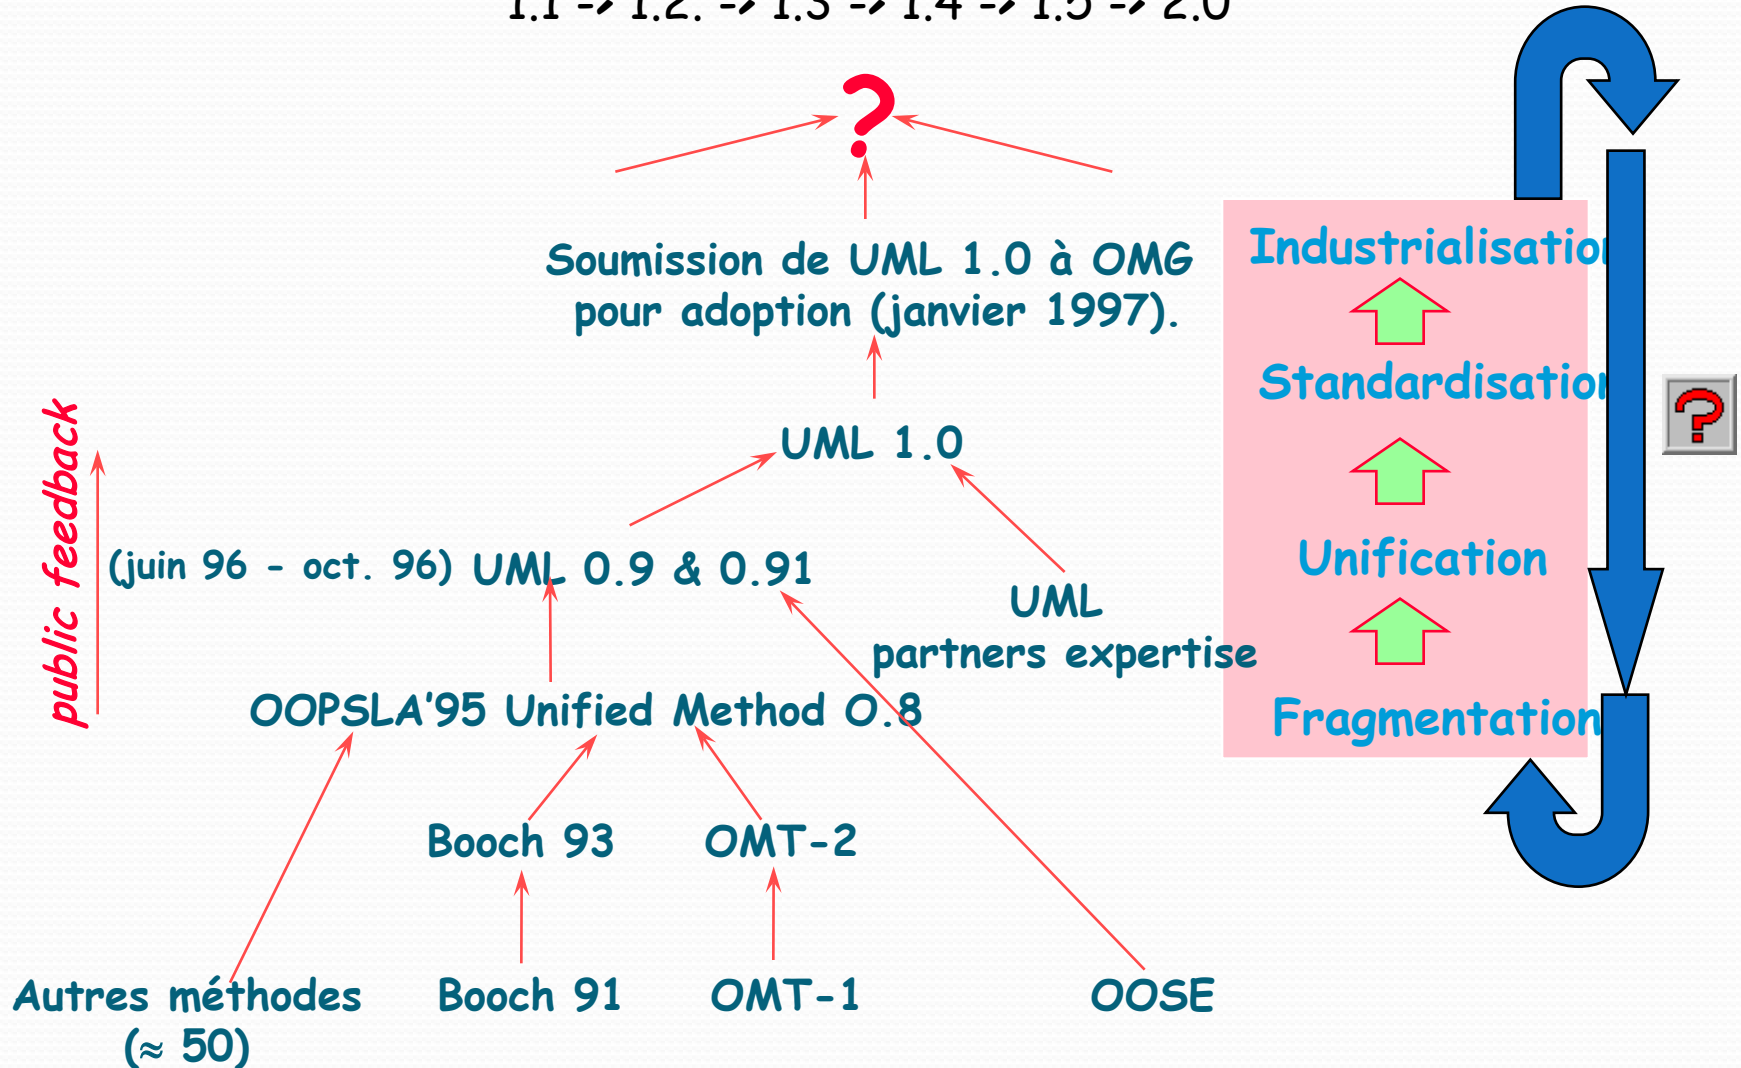 1.1 -> 1.2. -> 1.3 -> 1.4 -> 1.5 -> 2.0
?
Soumission de UML 1.0 à OMG
pour adoption (janvier 1997).
UML 1.0
public feedback
(juin 96 - oct. 96) UML 0.9 & 0.91
UML
partners expertise
OOPSLA'95 Unified Method 0.8
Booch 93
OMT-2
Autres méthodes
(≈ 50)
Booch 91
OMT-1
OOSE
Industrialisation
Standardisation
Unification
Fragmentation
?